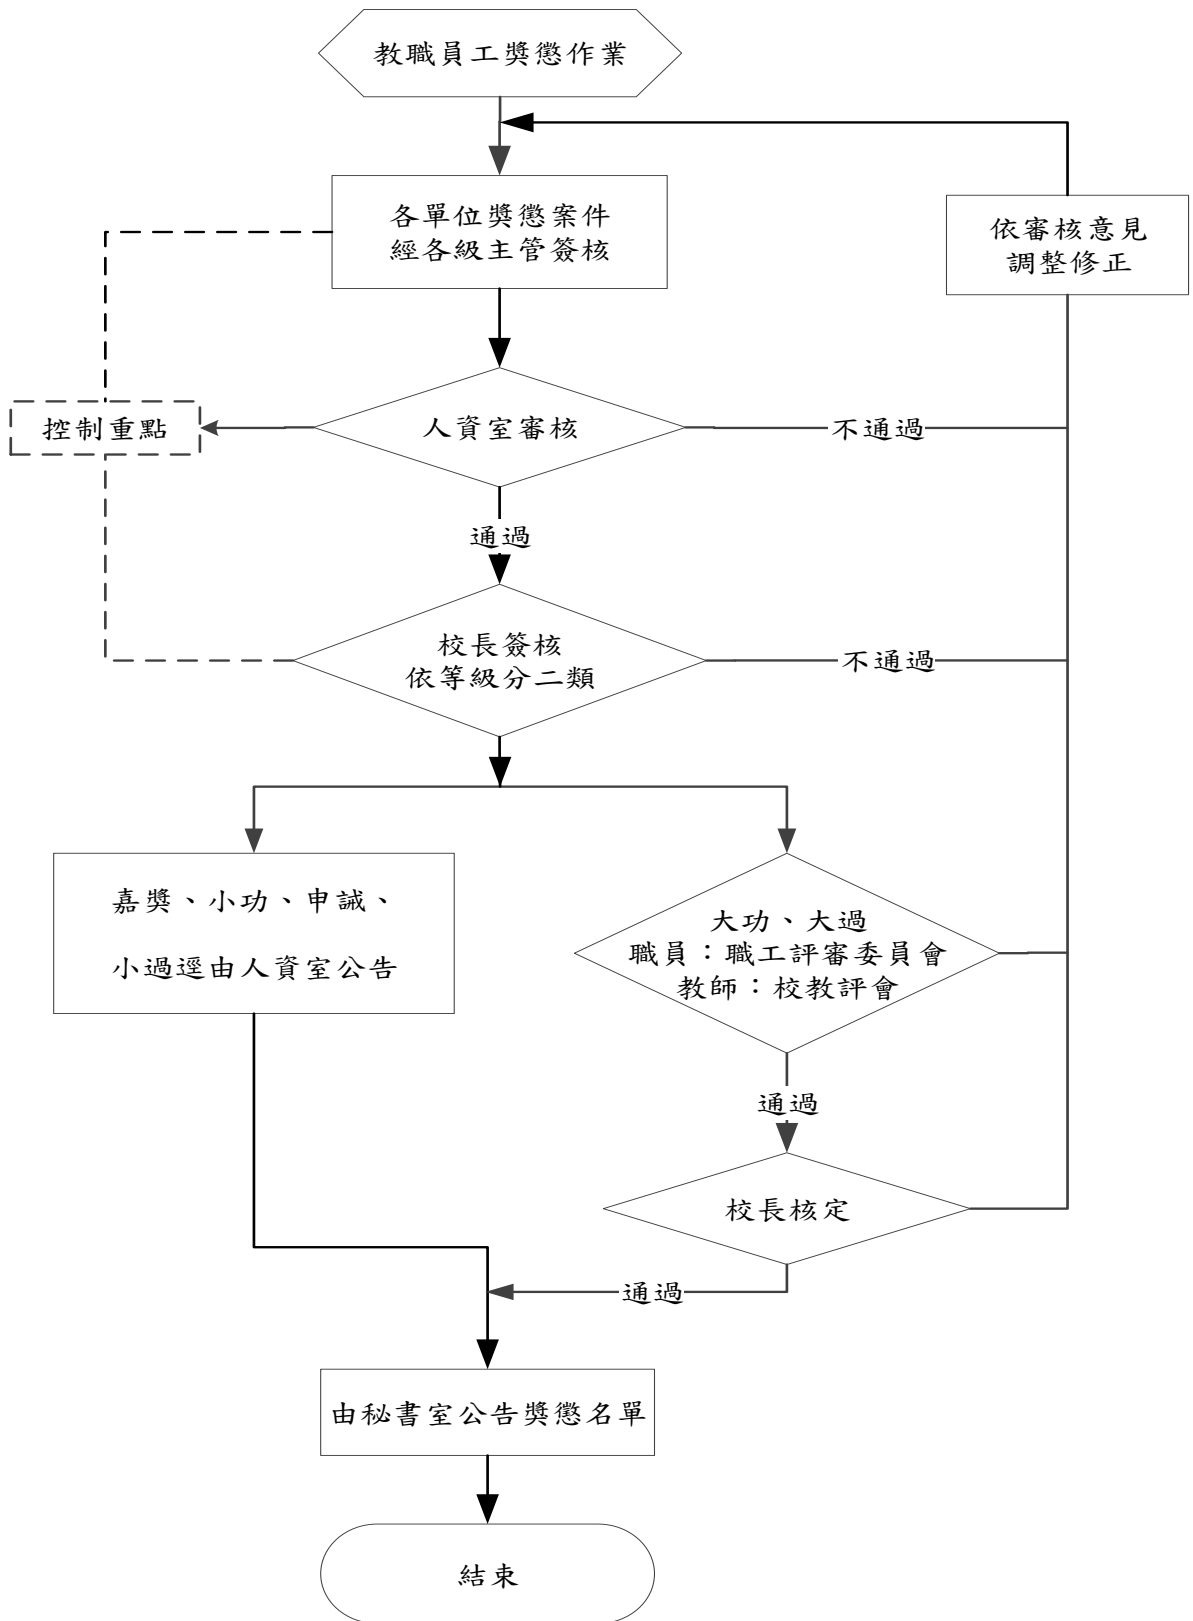 教職員工獎懲作業
各單位獎懲案件
經各級主管簽核
依審核意見
調整修正
控制重點
人資室審核
不通過
通過
校長簽核
依等級分二類
不通過
嘉獎、小功、申誡、
小過逕由人資室公告
大功、大過
職員：職工評審委員會
教師：校教評會
通過
校長核定
通過
由秘書室公告獎懲名單
結束